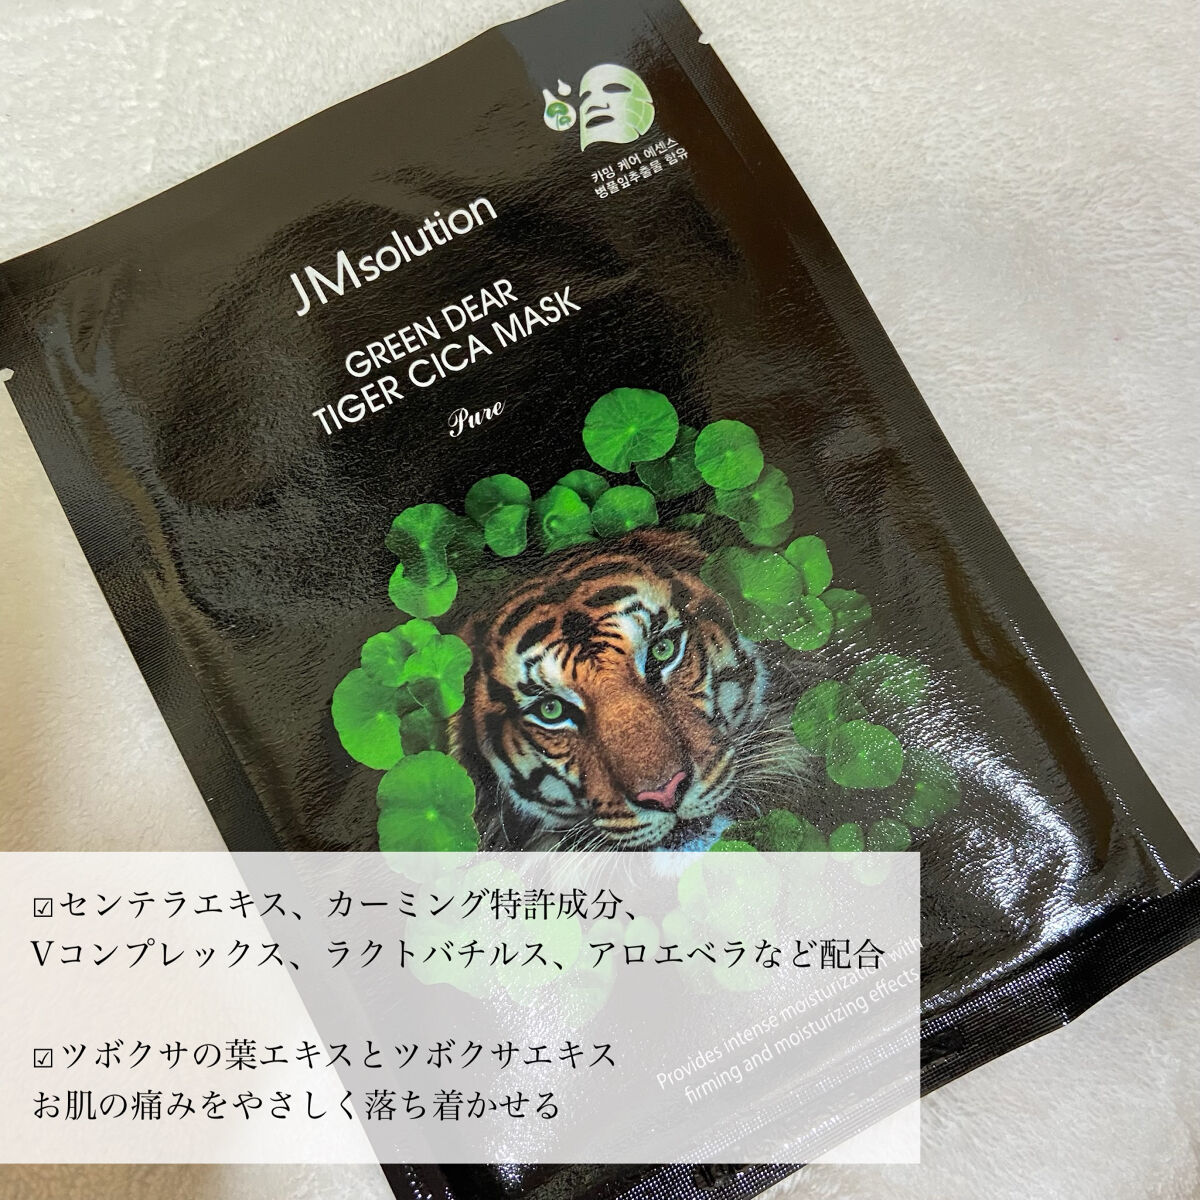 카밍 케어 에센스
병풀잎추출물 함유
JMsolution
GREEN DEAR
TIGER CICA MASK
Pure
☑センテラエキス、カーミング特許成分、
Vコンプレックス、ラクトバチルス、アロエベラなど配合
☑ツボクサの葉エキスとツボクサエキス
お肌の痛みをやさしく落ち着かせる
Provides intense moisturization with
firming and moisturizing effects